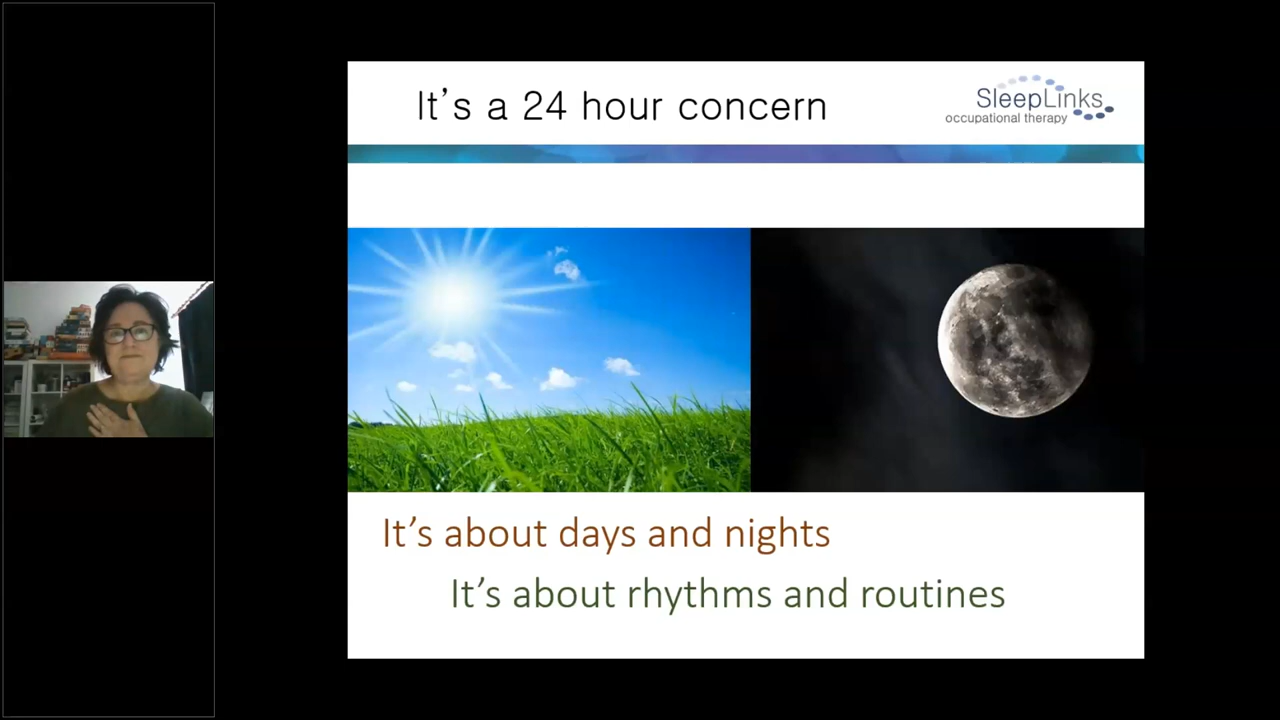 It's a 24 hour concern
SleepLinks
occupational therapy
It's about days and nights
It's about rhythms and routines